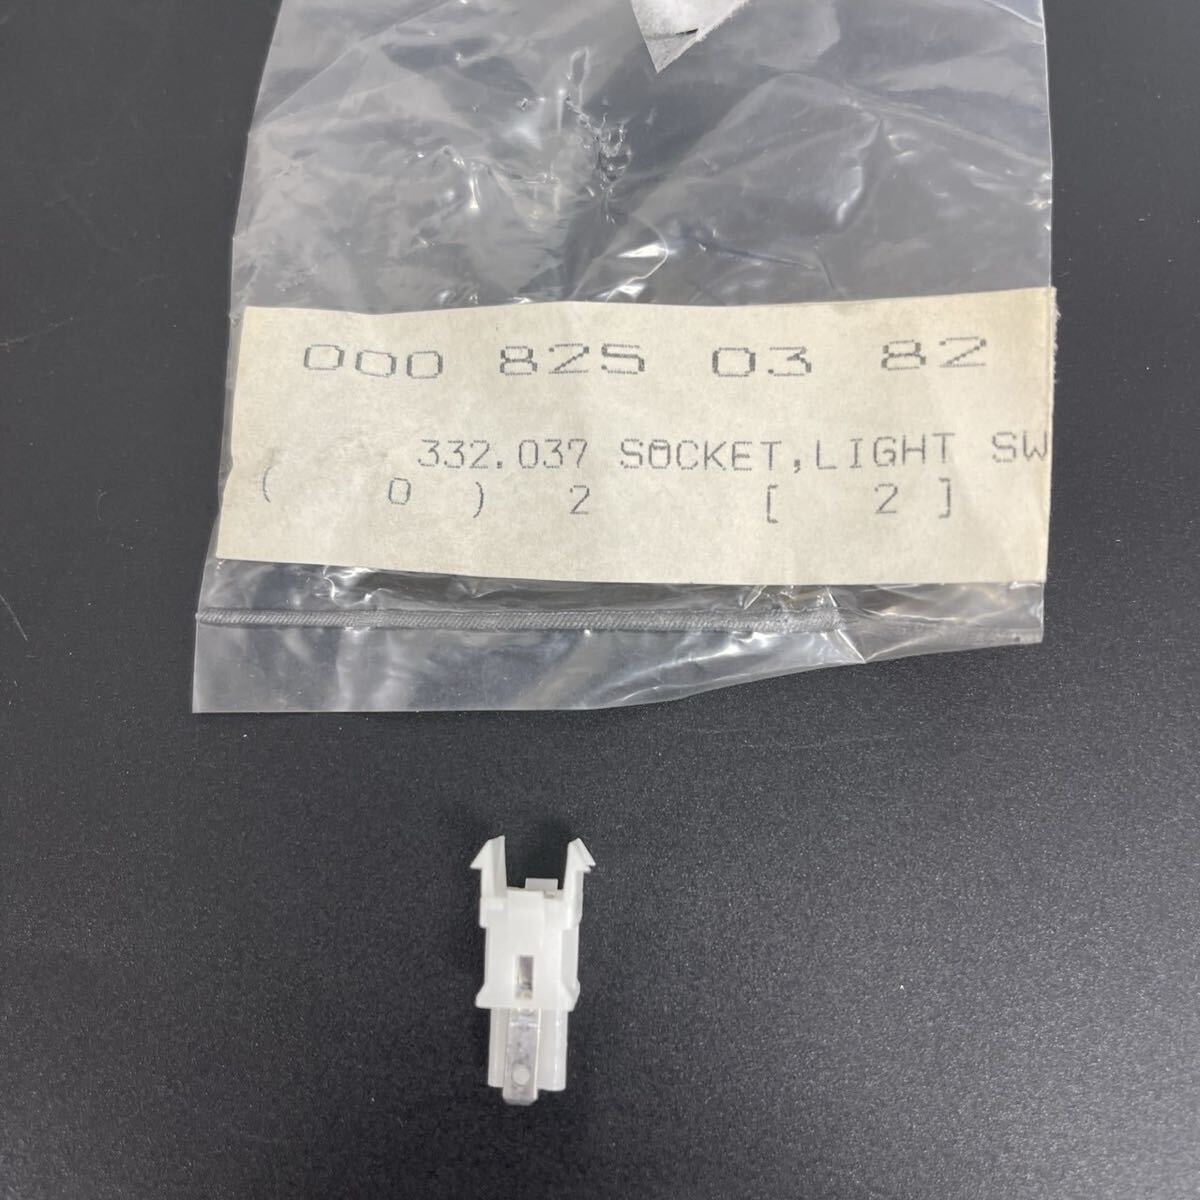 000 825 03 82
332.037 SOCKET,LIGHT SW
( 0 ) 2 [ 2 ]